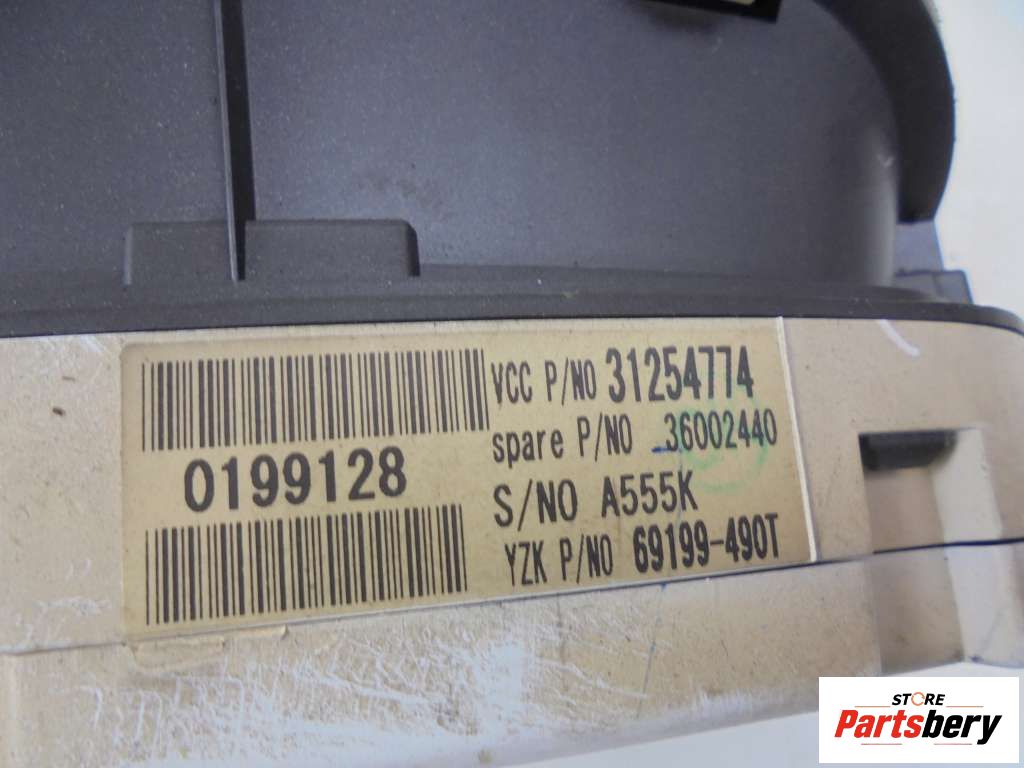 0199128
VCC P/NO 31254774
spare P/NO 36002440
S/NO A555K
YZK P/NO 69199-490T
STORE
Partsbery